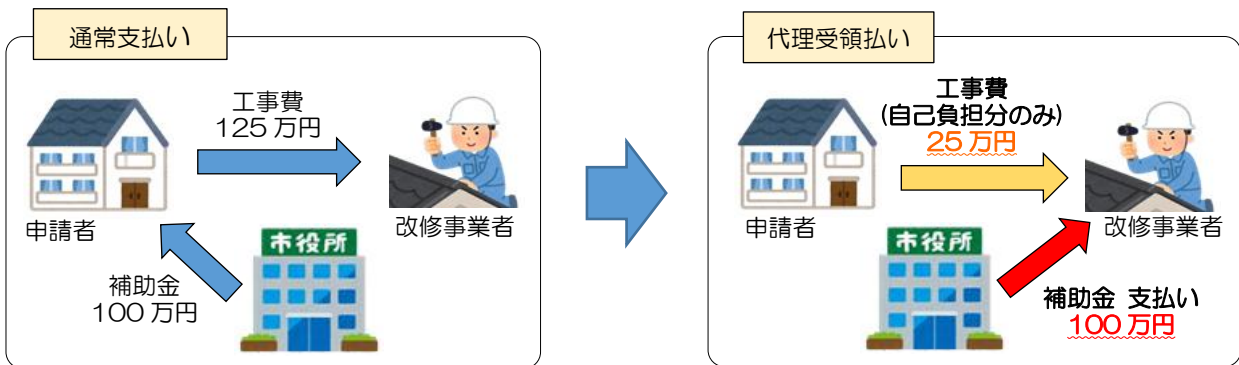 通常支払い
工事費
125万円
申請者
改修事業者
市役所
補助金
100万円
代理受領払い
工事費
(自己負担分のみ)
25万円
申請者
改修事業者
市役所
補助金 支払い
100万円